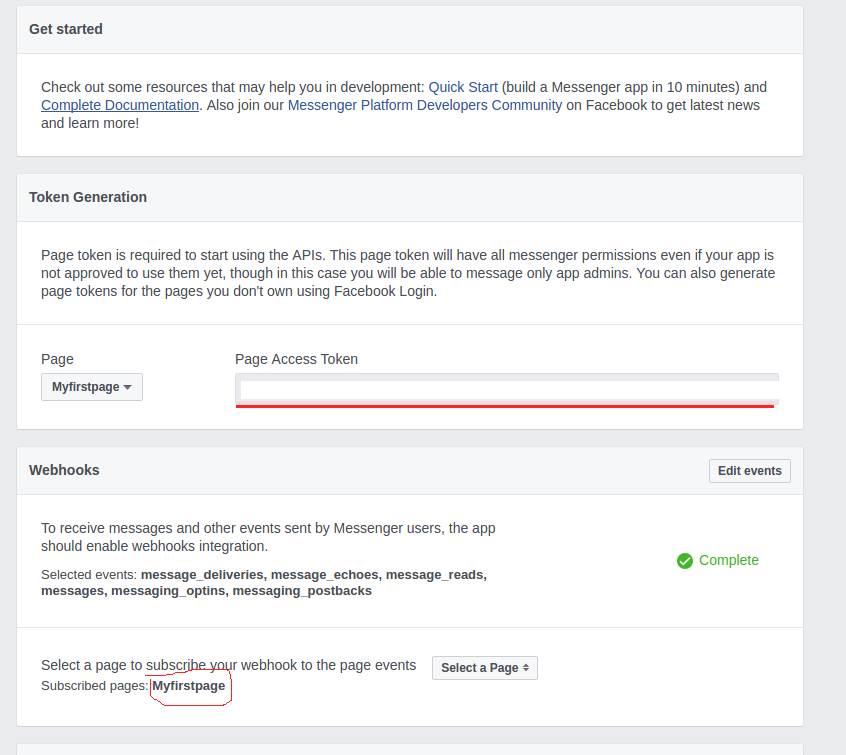 Get started
Check out some resources that may help you in development: Quick Start (build a Messenger app in 10 minutes) and
Complete Documentation. Also join our Messenger Platform Developers Community on Facebook to get latest news
and learn more!
Token Generation
Page token is required to start using the APIs. This page token will have all messenger permissions even if your app is
not approved to use them yet, though in this case you will be able to message only app admins. You can also generate
page tokens for the pages you don't own using Facebook Login.
Page
Page Access Token
Myfirstpage
Webhooks
Edit events
To receive messages and other events sent by Messenger users, the app
should enable webhooks integration.
Complete
Selected events: message_deliveries, message_echoes, message_reads,
messages, messaging_optins, messaging_postbacks
Select a page to subscribe your webhook to the page events
Select a Page
Subscribed pages: Myfirstpage